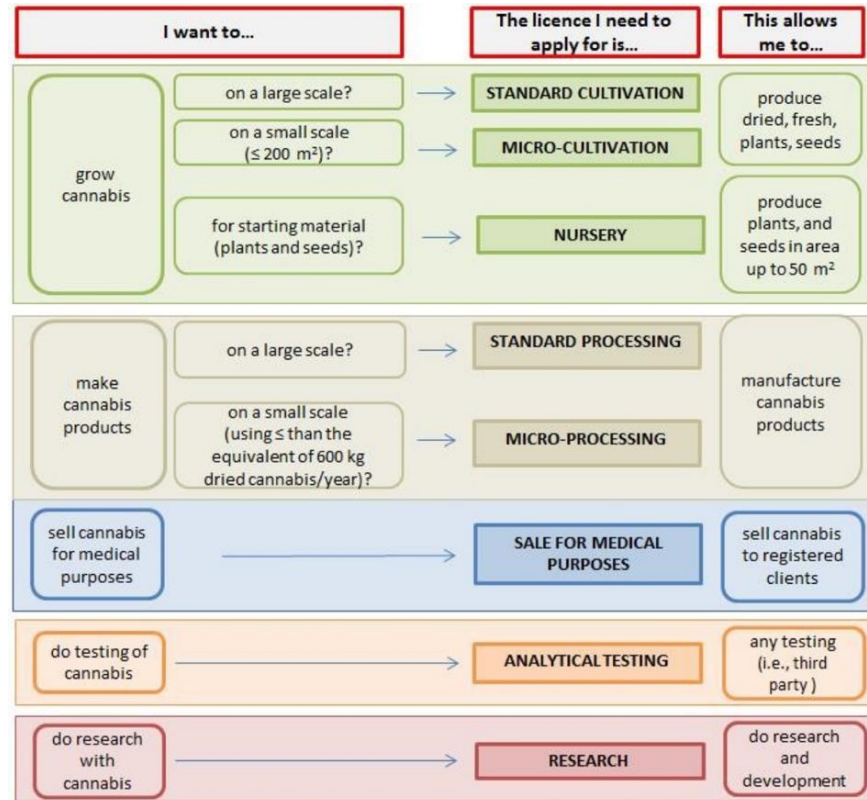 I want to...
The licence I need to
apply for is...
This allows
me to...
grow
cannabis
on a large scale?
STANDARD CULTIVATION
produce
dried, fresh,
plants, seeds
on a small scale
(≤ 200 m²)?
MICRO-CULTIVATION
for starting material
(plants and seeds)?
NURSERY
produce
plants, and
seeds in area
up to 50 m²
make
cannabis
products
on a large scale?
STANDARD PROCESSING
manufacture
cannabis
products
on a small scale
(using ≤ than the
equivalent of 600 kg
dried cannabis/year)?
MICRO-PROCESSING
sell cannabis
for medical
purposes
SALE FOR MEDICAL
PURPOSES
sell cannabis
to registered
clients
do testing of
cannabis
ANALYTICAL TESTING
any testing
(i.e., third
party )
do research
with
cannabis
RESEARCH
do research
and
development